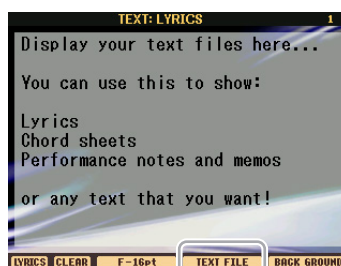 TEXT: LYRICS 1
Display your text files here...
You can use this to show:
Lyrics
Chord sheets
Performance notes and memos
or any text that you want!
LYRICS CLEAR F-16pt TEXT FILE BACK GROUND